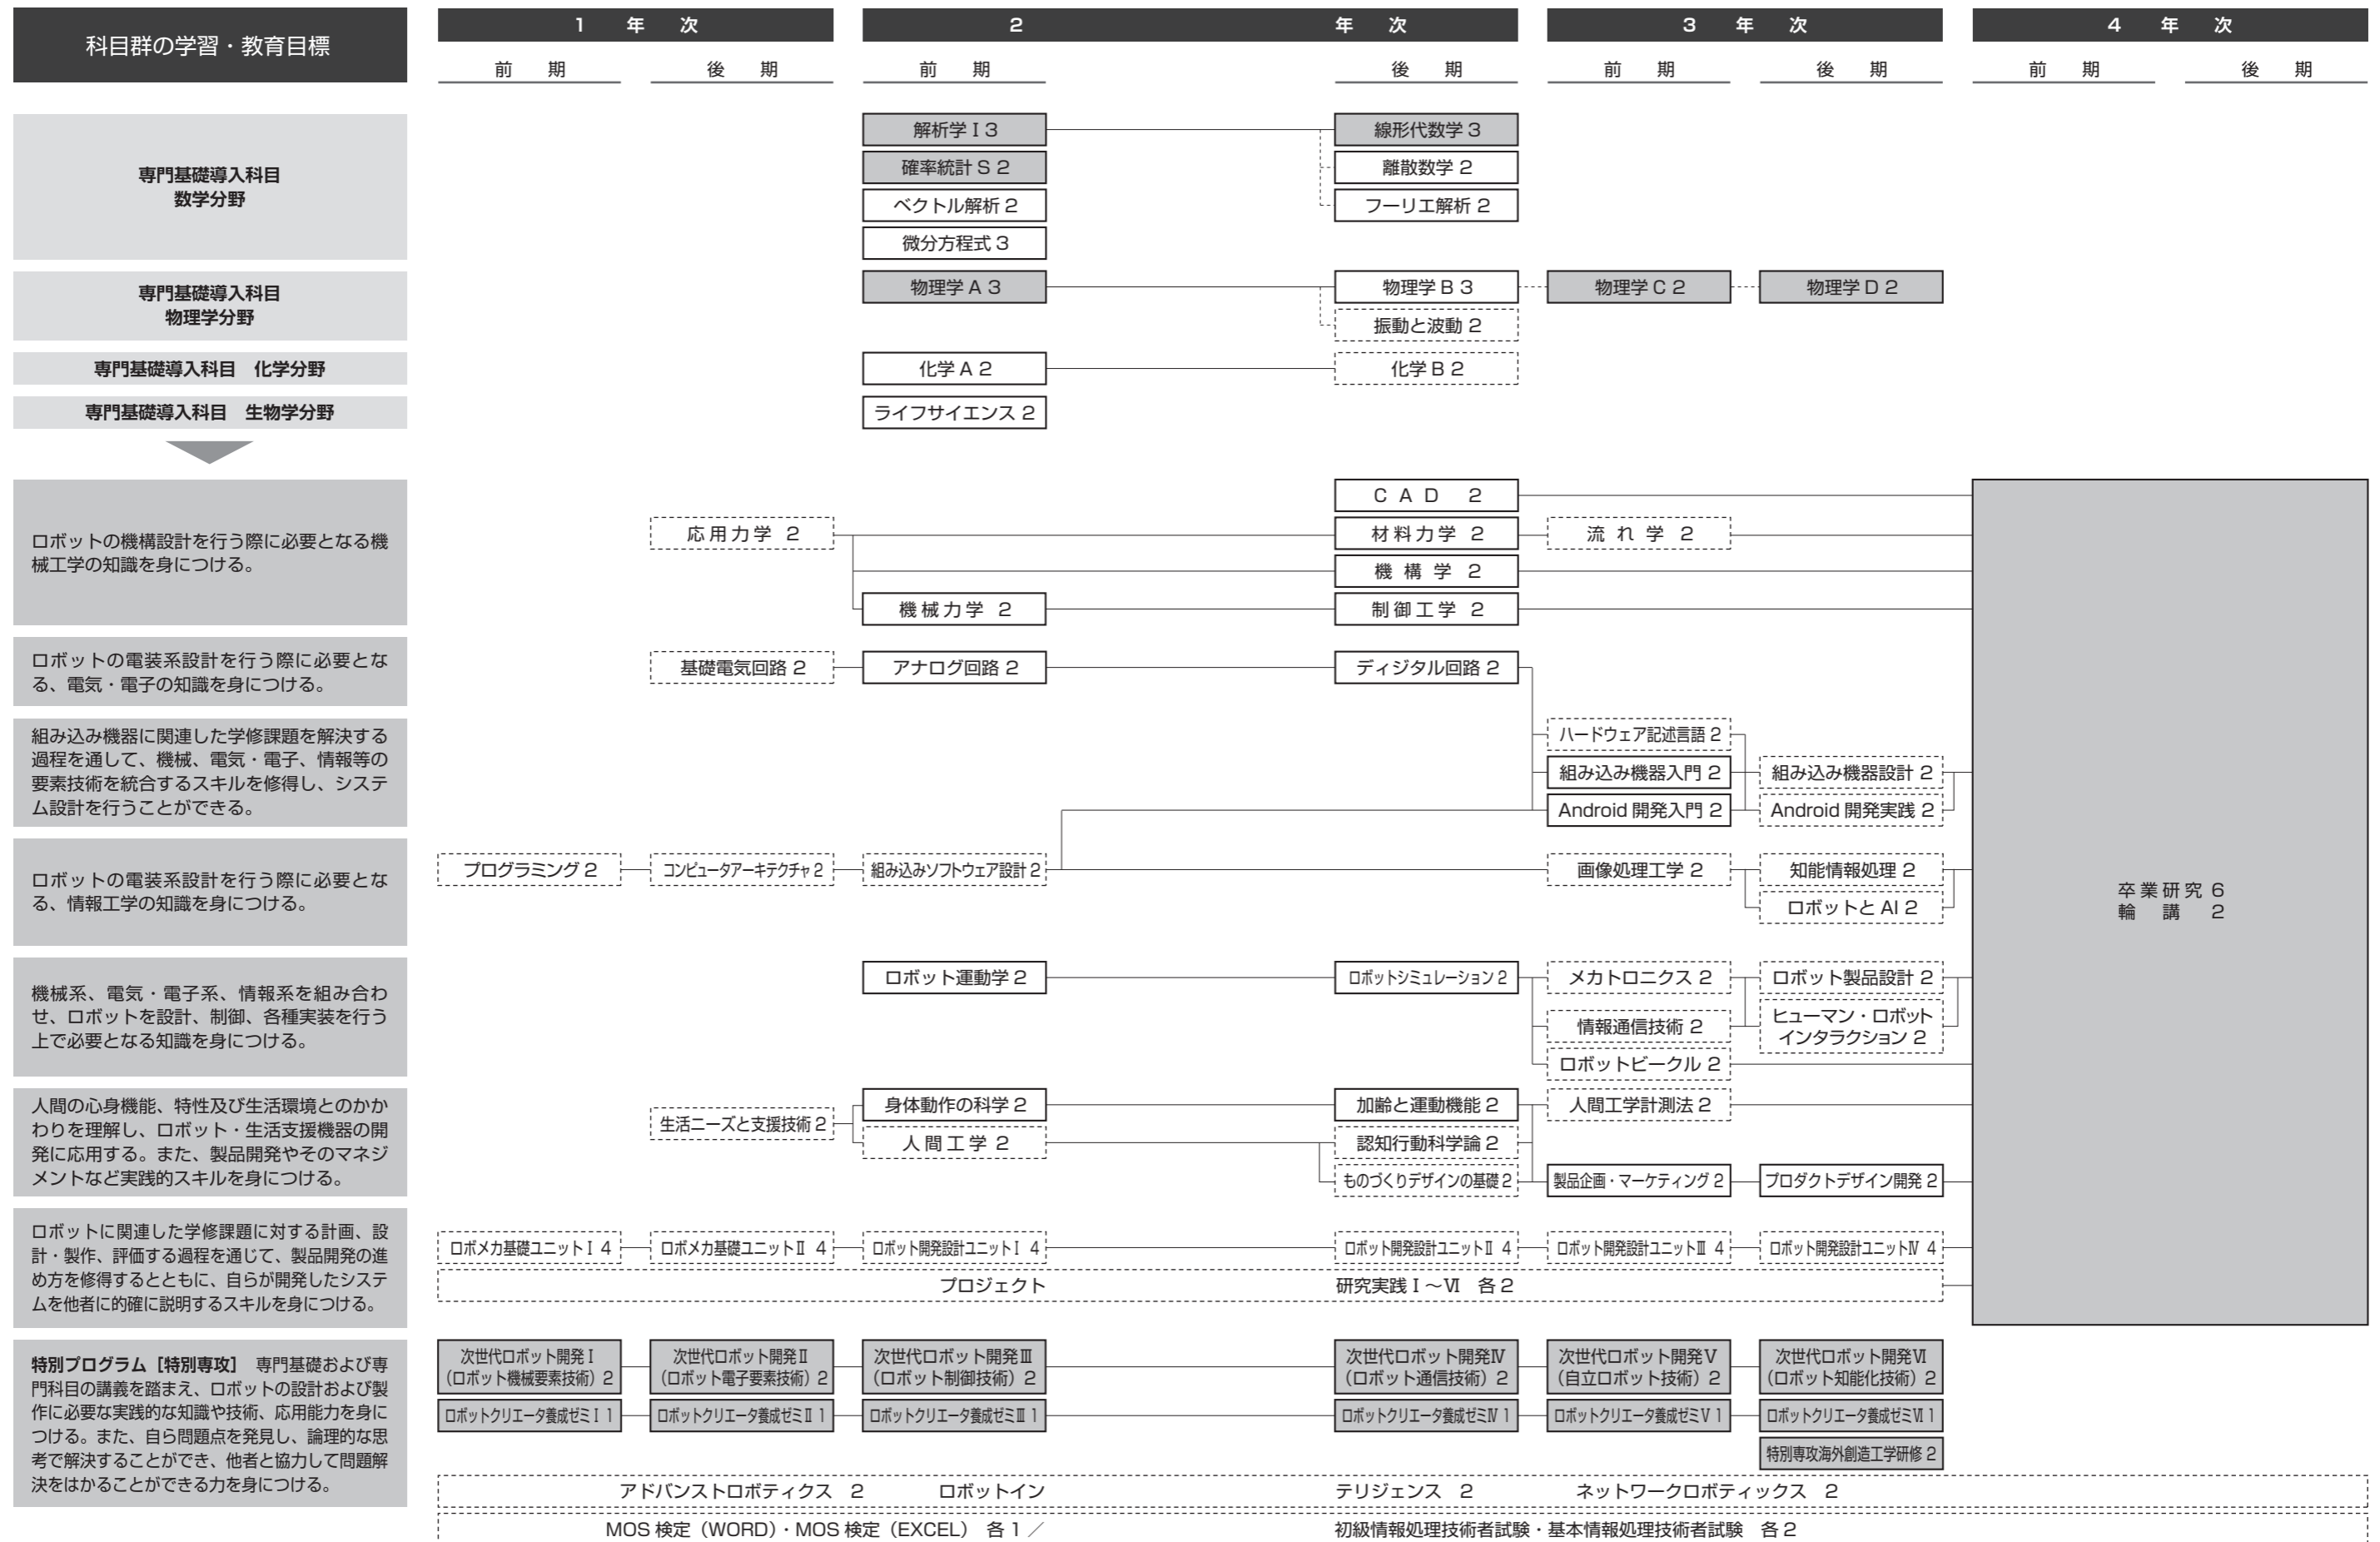 科目群の学習・教育目標
1 年 次
2 年 次
3 年 次
4 年 次
前 期
後 期
前 期
後 期
前 期
後 期
前 期
後 期
専門基礎導入科目
数学分野
解析学Ⅰ 3
線形代数学 3
確率統計 S 2
離散数学 2
ベクトル解析 2
フーリエ解析 2
微分方程式 3
専門基礎導入科目
物理学分野
物理学 A 3
物理学 B 3
物理学 C 2
物理学 D 2
振動と波動 2
専門基礎導入科目 化学分野
化学 A 2
化学 B 2
専門基礎導入科目 生物学分野
ライフサイエンス 2
ロボットの機構設計を行う際に必要となる機
械工学の知識を身につける。
CAD 2
応用力学 2
材料力学 2
流れ学 2
機構学 2
機械力学 2
制御工学 2
ロボットの電装系設計を行う際に必要とな
る、電気・電子の知識を身につける。
基礎電気回路 2
アナログ回路 2
ディジタル回路 2
組み込み機器に関連した学修課題を解決する
過程を通して、機械、電気・電子、情報等の
要素技術を統合するスキルを修得し、システ
ム設計を行うことができる。
ハードウェア記述言語 2
組み込み機器入門 2
組み込み機器設計 2
Android 開発入門 2
Android 開発実践 2
ロボットの電装系設計を行う際に必要とな
る、情報工学の知識を身につける。
プログラミング 2
コンピュータアーキテクチャ 2
組み込みソフトウェア設計 2
画像処理工学 2
知能情報処理 2
ロボットと AI 2
卒業研究 6
輪講 2
機械系、電気・電子系、情報系を組み合わ
せ、ロボットを設計、制御、各種実装を行う
上で必要となる知識を身につける。
ロボット運動学 2
ロボットシミュレーション 2
メカトロニクス 2
ロボット製品設計 2
情報通信技術 2
ヒューマン・ロボット
インタラクション 2
ロボットビークル 2
人間の心身機能、特性及び生活環境とのかか
わりを理解し、ロボット・生活支援機器の開
発に応用する。また、製品開発やそのマネジ
メントなど実践的スキルを身につける。
生活ニーズと支援技術 2
身体動作の科学 2
加齢と運動機能 2
人間工学計測法 2
人間工学 2
認知行動科学論 2
ものづくりデザインの基礎 2
製品企画・マーケティング 2
プロダクトデザイン開発 2
ロボットに関連した学修課題に対する計画、設
計・製作、評価する過程を通じて、製品開発の進
め方を修得するとともに、自らが開発したシステ
ムを他者に的確に説明するスキルを身につける。
ロボメカ基礎ユニットⅠ 4
ロボメカ基礎ユニットⅡ 4
ロボット開発設計ユニットⅠ 4
ロボット開発設計ユニットⅡ 4
ロボット開発設計ユニットⅢ 4
ロボット開発設計ユニットⅣ 4
プロジェクト 研究実践Ⅰ〜Ⅵ 各 2
特別プログラム［特別専攻］ 専門基礎および専
門科目の講義を踏まえ、ロボットの設計および製
作に必要な実践的な知識や技術、応用能力を身に
つける。また、自ら問題点を発見し、論理的な思
考で解決することができ、他者と協力して問題解
決をはかることができる力を身につける。
次世代ロボット開発Ⅰ
（ロボット機械要素技術）2
次世代ロボット開発Ⅱ
（ロボット電子要素技術）2
次世代ロボット開発Ⅲ
（ロボット制御技術）2
次世代ロボット開発Ⅳ
（ロボット通信技術）2
次世代ロボット開発Ⅴ
（自立ロボット技術）2
次世代ロボット開発Ⅵ
（ロボット知能化技術）2
ロボットクリエータ養成ゼミⅠ 1
ロボットクリエータ養成ゼミⅡ 1
ロボットクリエータ養成ゼミⅢ 1
ロボットクリエータ養成ゼミⅣ 1
ロボットクリエータ養成ゼミⅤ 1
ロボットクリエータ養成ゼミⅥ 1
特別専攻海外創造工学研修 2
アドバンストロボティクス 2 ロボットイン テリジェンス 2 ネットワークロボティックス 2
MOS 検定（WORD）・MOS 検定（EXCEL） 各 1 ／ 初級情報処理技術者試験・基本情報処理技術者試験 各 2